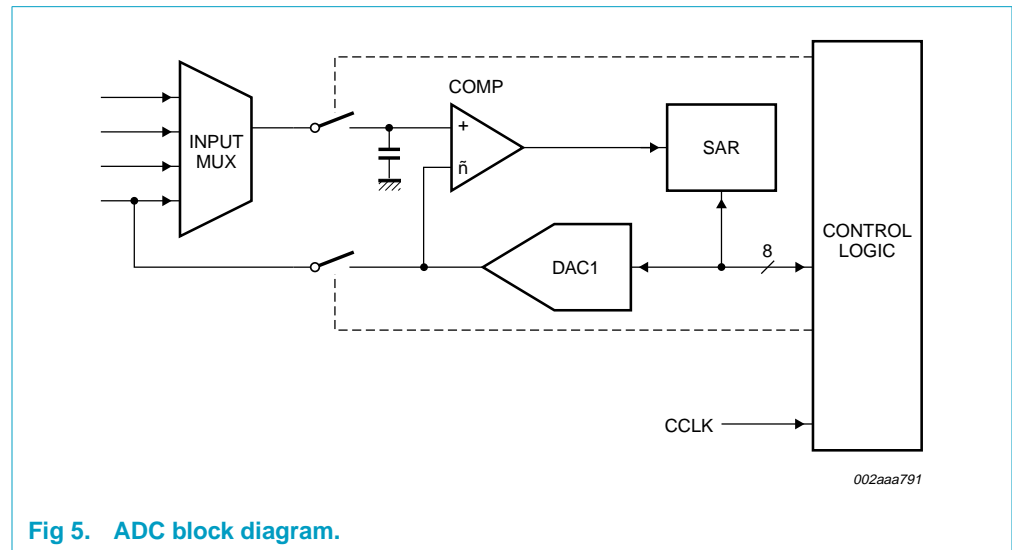 COMP
+
ñ
INPUT
MUX
SAR
DAC1
8
CONTROL
LOGIC
CCLK
002aaa791
Fig 5. ADC block diagram.